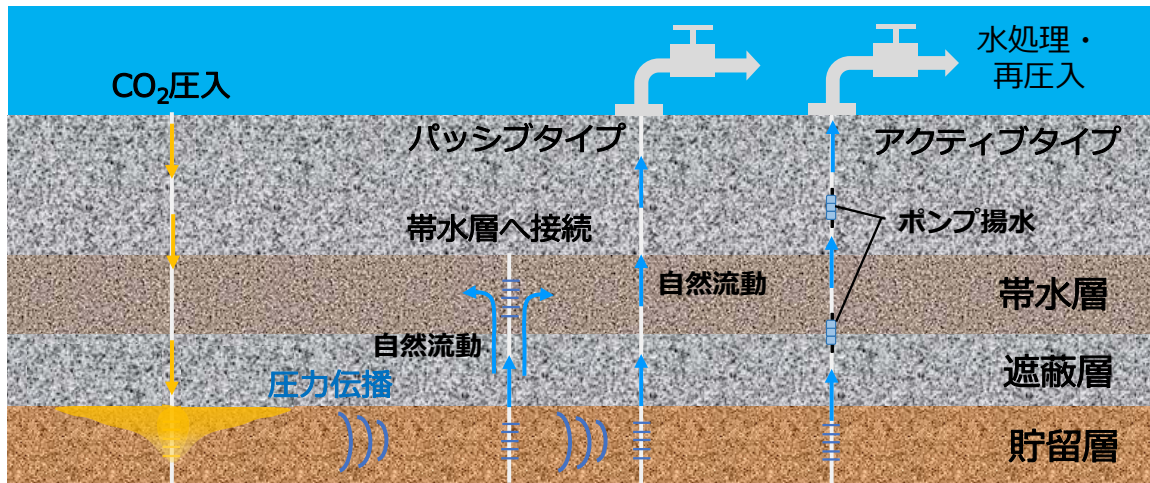 水処理・
再圧入
CO₂圧入
パッシブタイプ
アクティブタイプ
帯水層へ接続
ポンプ揚水
自然流動
帯水層
自然流動
遮蔽層
圧力伝播
貯留層